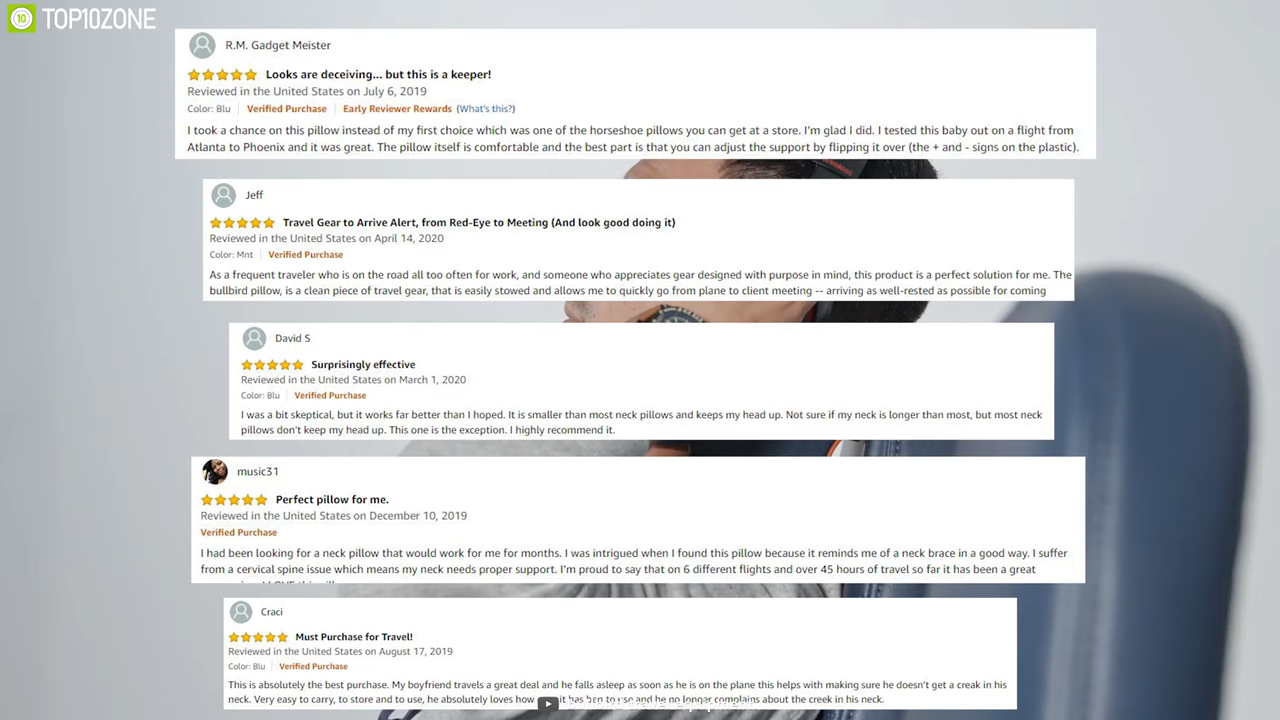 TOP10ZONE
R.M. Gadget Meister
Looks are deceiving... but this is a keeper!
Reviewed in the United States on July 6, 2019
Color: Blu | Verified Purchase | Early Reviewer Rewards (What's this?)
I took a chance on this pillow instead of my first choice which was one of the horseshoe pillows you can get at a store. I'm glad I did. I tested this baby out on a flight from
Atlanta to Phoenix and it was great. The pillow itself is comfortable and the best part is that you can adjust the support by flipping it over (the + and - signs on the plastic).
Jeff
Travel Gear to Arrive Alert, from Red-Eye to Meeting (And look good doing it)
Reviewed in the United States on April 14, 2020
Color: Mnt | Verified Purchase
As a frequent traveler who is on the road all too often for work, and someone who appreciates gear designed with purpose in mind, this product is a perfect solution for me. The
bullbird pillow, is a clean piece of travel gear, that is easily stowed and allows me to quickly go from plane to client meeting -- arriving as well-rested as possible for coming
David S
Surprisingly effective
Reviewed in the United States on March 1, 2020
Color: Blu | Verified Purchase
I was a bit skeptical, but it works far better than I hoped. It is smaller than most neck pillows and keeps my head up. Not sure if my neck is longer than most, but most neck
pillows don't keep my head up. This one is the exception. I highly recommend it.
music31
Perfect pillow for me.
Reviewed in the United States on December 10, 2019
Verified Purchase
I had been looking for a neck pillow that would work for me for months. I was intrigued when I found this pillow because it reminds me of a neck brace in a good way. I suffer
from a cervical spine issue which means my neck needs proper support. I'm proud to say that on 6 different flights and over 45 hours of travel so far it has been a great
Craci
Must Purchase for Travel!
Reviewed in the United States on August 17, 2019
Color: Blu | Verified Purchase
This is absolutely the best purchase. My boyfriend travels a great deal and he falls asleep as soon as he is on the plane this helps with making sure he doesn't get a creak in his
neck. Very easy to carry, to store and to use, he absolutely loves how it has to use and he no longer complains about the creek in his neck.